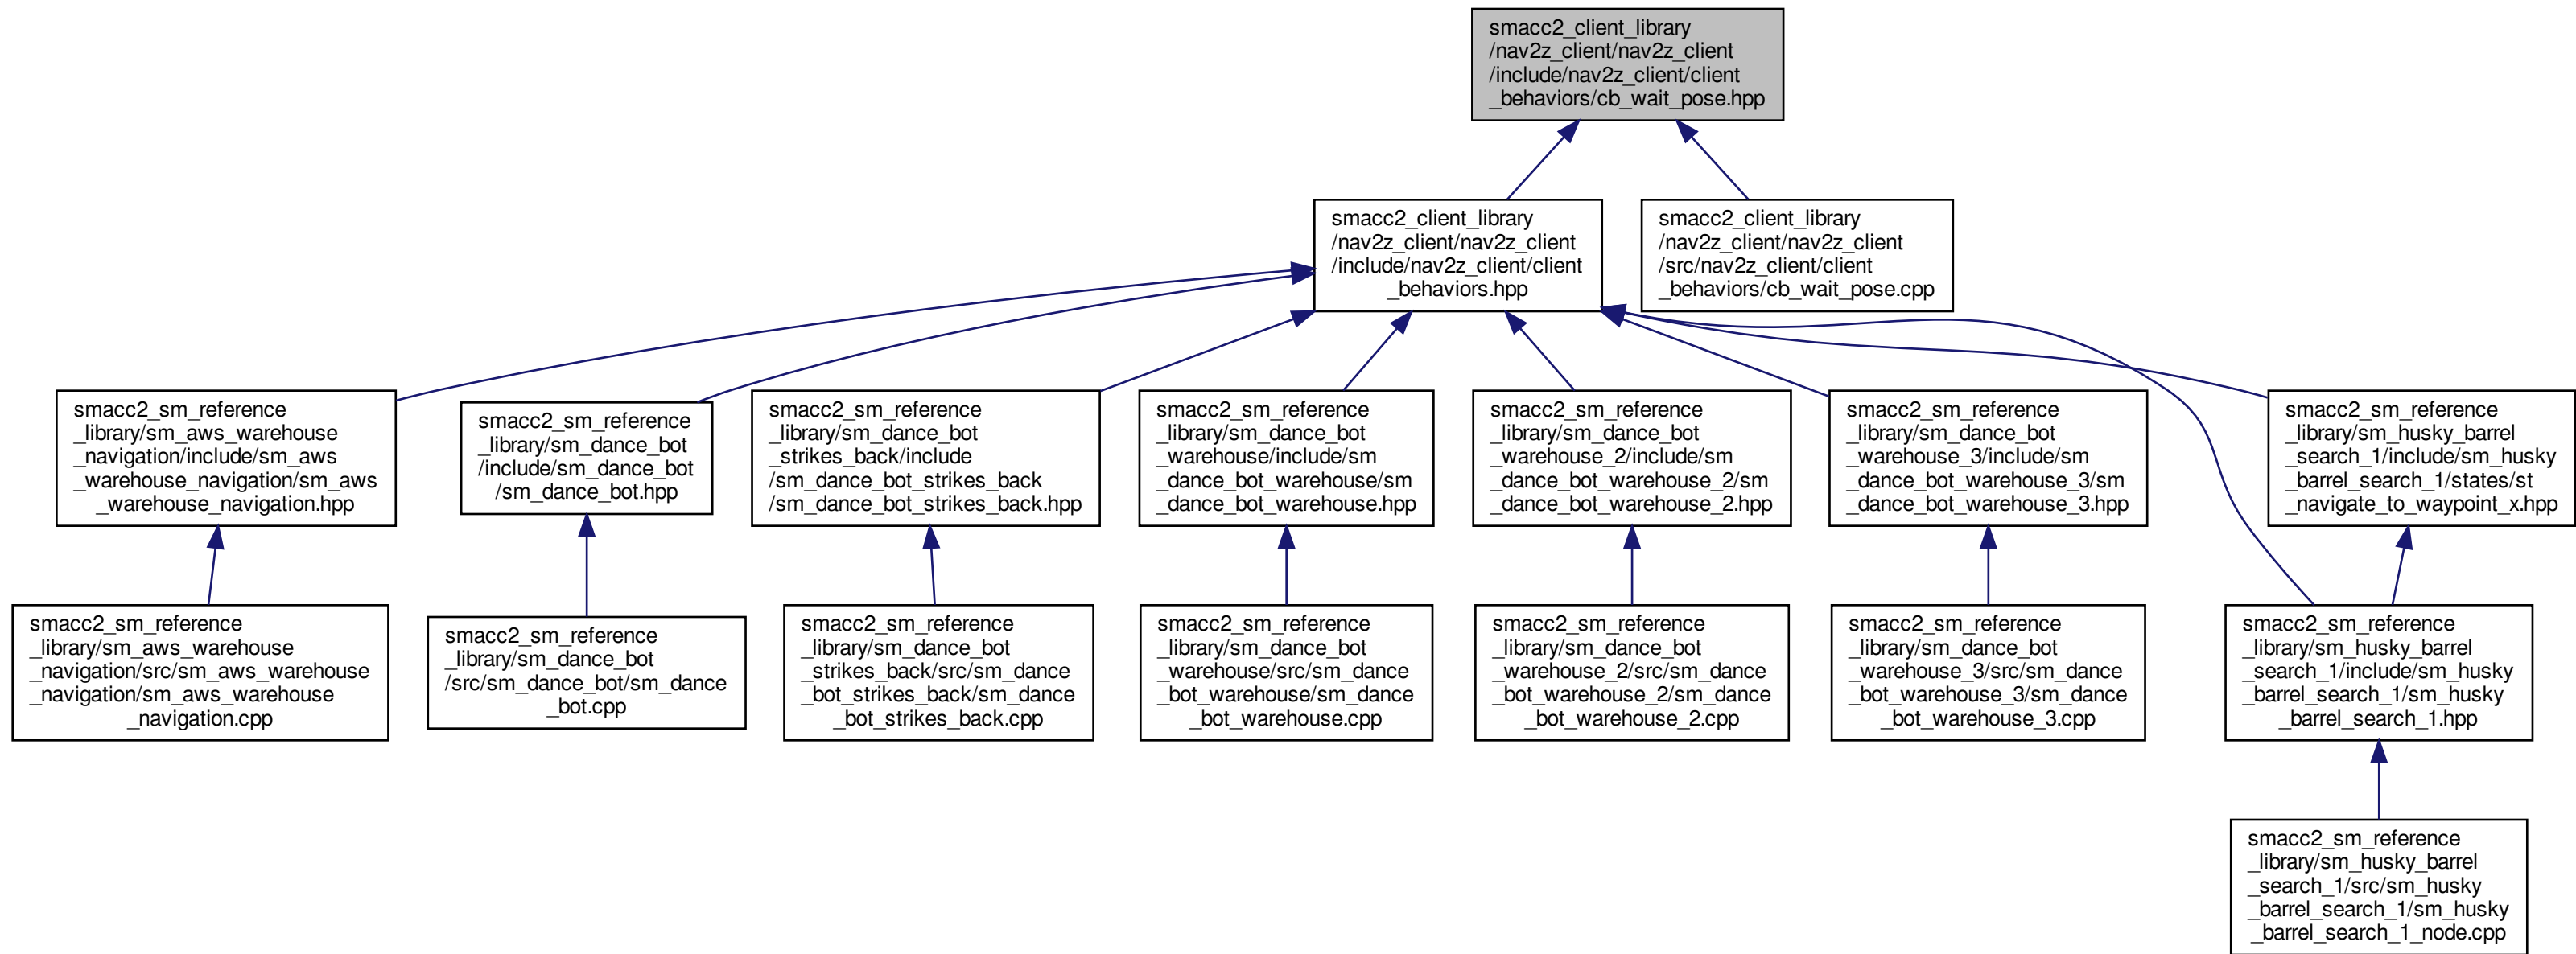 smacc2_client_library
/nav2z_client/nav2z_client
/include/nav2z_client/client
_behaviors/cb_wait_pose.hpp
smacc2_client_library
/nav2z_client/nav2z_client
/include/nav2z_client/client
_behaviors.hpp
smacc2_client_library
/nav2z_client/nav2z_client
/src/nav2z_client/client
_behaviors/cb_wait_pose.cpp
smacc2_sm_reference
_library/sm_aws_warehouse
_navigation/include/sm_aws
_warehouse_navigation/sm_aws
_warehouse_navigation.hpp
smacc2_sm_reference
_library/sm_dance_bot
/include/sm_dance_bot
/sm_dance_bot.hpp
smacc2_sm_reference
_library/sm_dance_bot
_strikes_back/include
/sm_dance_bot_strikes_back
/sm_dance_bot_strikes_back.hpp
smacc2_sm_reference
_library/sm_dance_bot
_warehouse/include/sm
_dance_bot_warehouse/sm
_dance_bot_warehouse.hpp
smacc2_sm_reference
_library/sm_dance_bot
_warehouse_2/include/sm
_dance_bot_warehouse_2/sm
_dance_bot_warehouse_2.hpp
smacc2_sm_reference
_library/sm_dance_bot
_warehouse_3/include/sm
_dance_bot_warehouse_3/sm
_dance_bot_warehouse_3.hpp
smacc2_sm_reference
_library/sm_husky_barrel
_search_1/include/sm_husky
_barrel_search_1/states/st
_navigate_to_waypoint_x.hpp
smacc2_sm_reference
_library/sm_aws_warehouse
_navigation/src/sm_aws_warehouse
_navigation/sm_aws_warehouse
_navigation.cpp
smacc2_sm_reference
_library/sm_dance_bot
/src/sm_dance_bot/sm_dance
_bot.cpp
smacc2_sm_reference
_library/sm_dance_bot
_strikes_back/src/sm_dance
_bot_strikes_back/sm_dance
_bot_strikes_back.cpp
smacc2_sm_reference
_library/sm_dance_bot
_warehouse/src/sm_dance
_bot_warehouse/sm_dance
_bot_warehouse.cpp
smacc2_sm_reference
_library/sm_dance_bot
_warehouse_2/src/sm_dance
_bot_warehouse_2/sm_dance
_bot_warehouse_2.cpp
smacc2_sm_reference
_library/sm_dance_bot
_warehouse_3/src/sm_dance
_bot_warehouse_3/sm_dance
_bot_warehouse_3.cpp
smacc2_sm_reference
_library/sm_husky_barrel
_search_1/include/sm_husky
_barrel_search_1/sm_husky
_barrel_search_1.hpp
smacc2_sm_reference
_library/sm_husky_barrel
_search_1/src/sm_husky
_barrel_search_1/sm_husky
_barrel_search_1_node.cpp